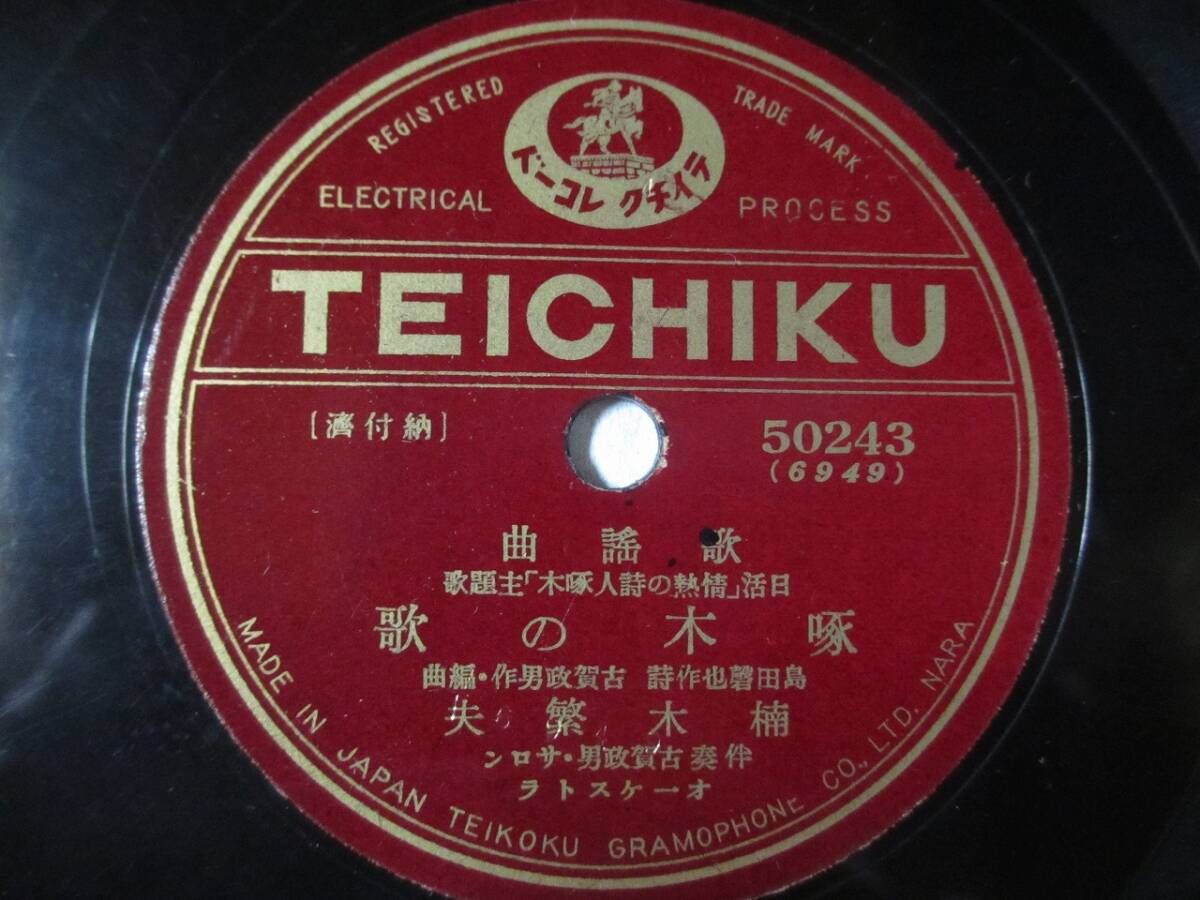 REGISTERED TRADE MARK
テイチク レコード
ELECTRICAL PROCESS
TEICHIKU
[納付濟]
50243
(6949)
歌謠曲
日活「情熱の詩人啄木」主題歌
啄木の歌
島田磬也作詩 古賀政男作・編曲
楠木繁夫
伴奏古賀政男・サロン
オーケストラ
MADE IN JAPAN TEIKOKU GRAMOPHONE CO., LTD. NARA